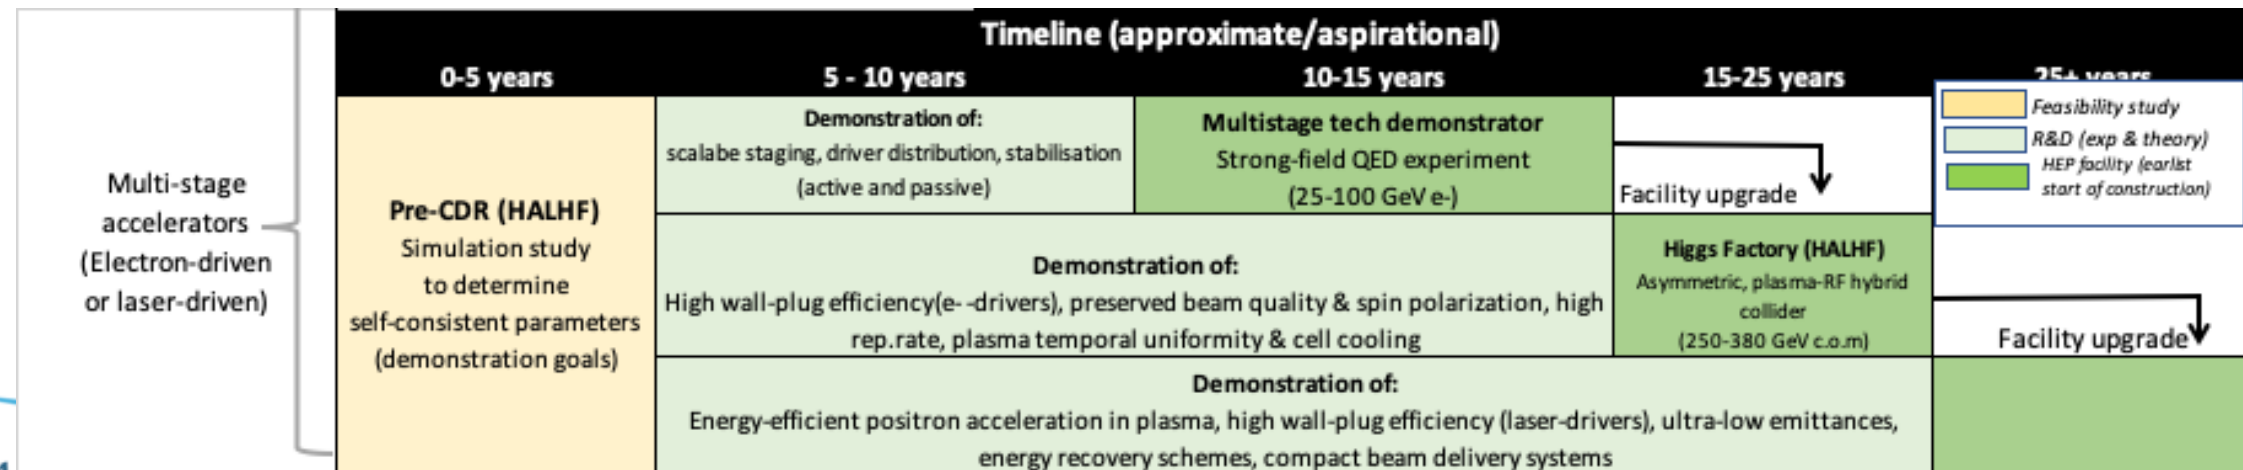 Timeline (approximate/aspirational)
0-5 years
5 - 10 years
10-15 years
15-25 years
25+ years
Multi-stage
accelerators
(Electron-driven
or laser-driven)
Pre-CDR (HALHF)
Simulation study
to determine
self-consistent parameters
(demonstration goals)
Demonstration of:
scalabe staging, driver distribution, stabilisation
(active and passive)
Multistage tech demonstrator
Strong-field QED experiment
(25-100 GeV e-)
Facility upgrade
Feasibility study
R&D (exp & theory)
HEP facility (earlist
start of construction)
Demonstration of:
High wall-plug efficiency(e- -drivers), preserved beam quality & spin polarization, high
rep.rate, plasma temporal uniformity & cell cooling
Higgs Factory (HALHF)
Asymmetric, plasma-RF hybrid
collider
(250-380 GeV c.o.m)
Facility upgrade
Demonstration of:
Energy-efficient positron acceleration in plasma, high wall-plug efficiency (laser-drivers), ultra-low emittances,
energy recovery schemes, compact beam delivery systems